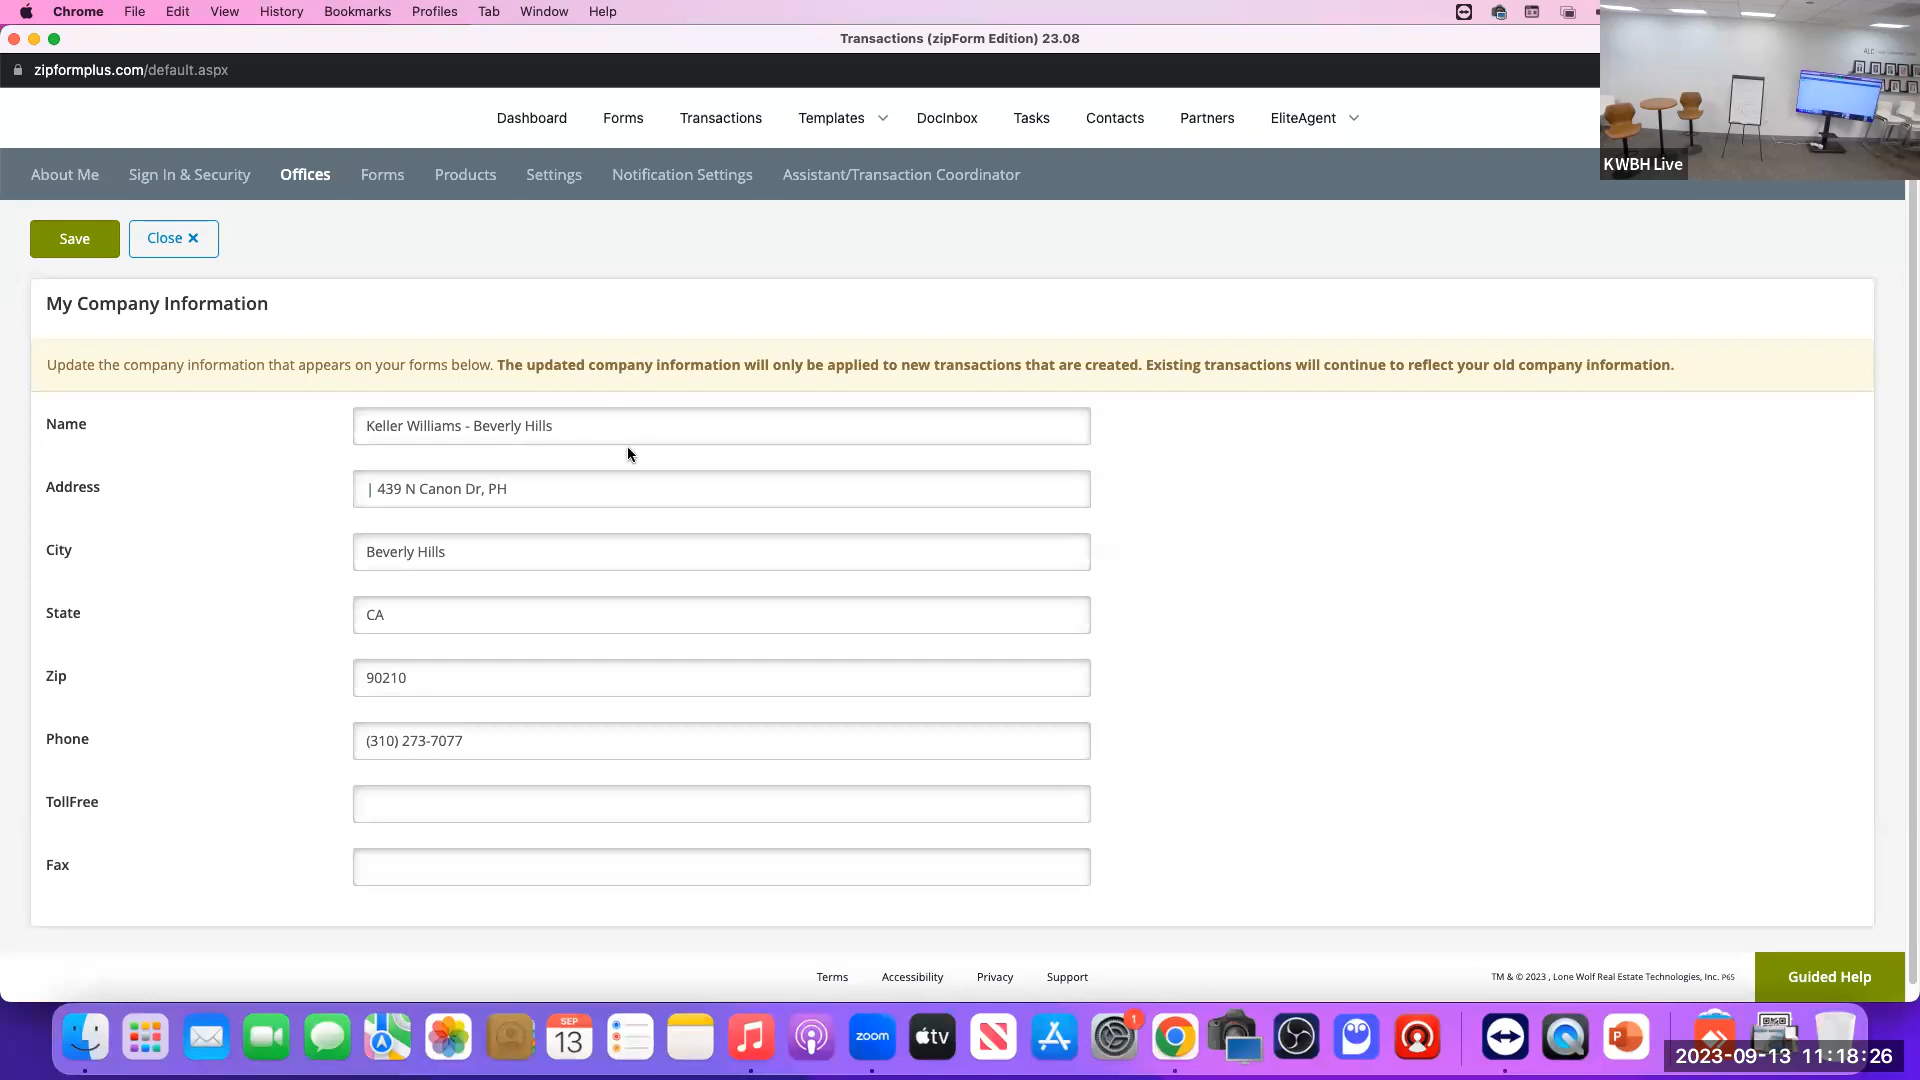 Chrome File Edit View History Bookmarks Profiles Tab Window Help
Transactions (zipForm Edition) 23.08
zipformplus.com/default.aspx
Dashboard Forms Transactions Templates DocInbox Tasks Contacts Partners EliteAgent
ALC
KWBH Live
About Me Sign In & Security Offices Forms Products Settings Notification Settings Assistant/Transaction Coordinator
Save Close
My Company Information
Update the company information that appears on your forms below. The updated company information will only be applied to new transactions that are created. Existing transactions will continue to reflect your old company information.
Name Keller Williams - Beverly Hills
Address | 439 N Canon Dr, PH
City Beverly Hills
State CA
Zip 90210
Phone (310) 273-7077
TollFree
Fax
Terms Accessibility Privacy Support
TM & © 2023 , Lone Wolf Real Estate Technologies, Inc. P65
Guided Help
SEP
13
zoom
tv
1
P
2023-09-13 11:18:26